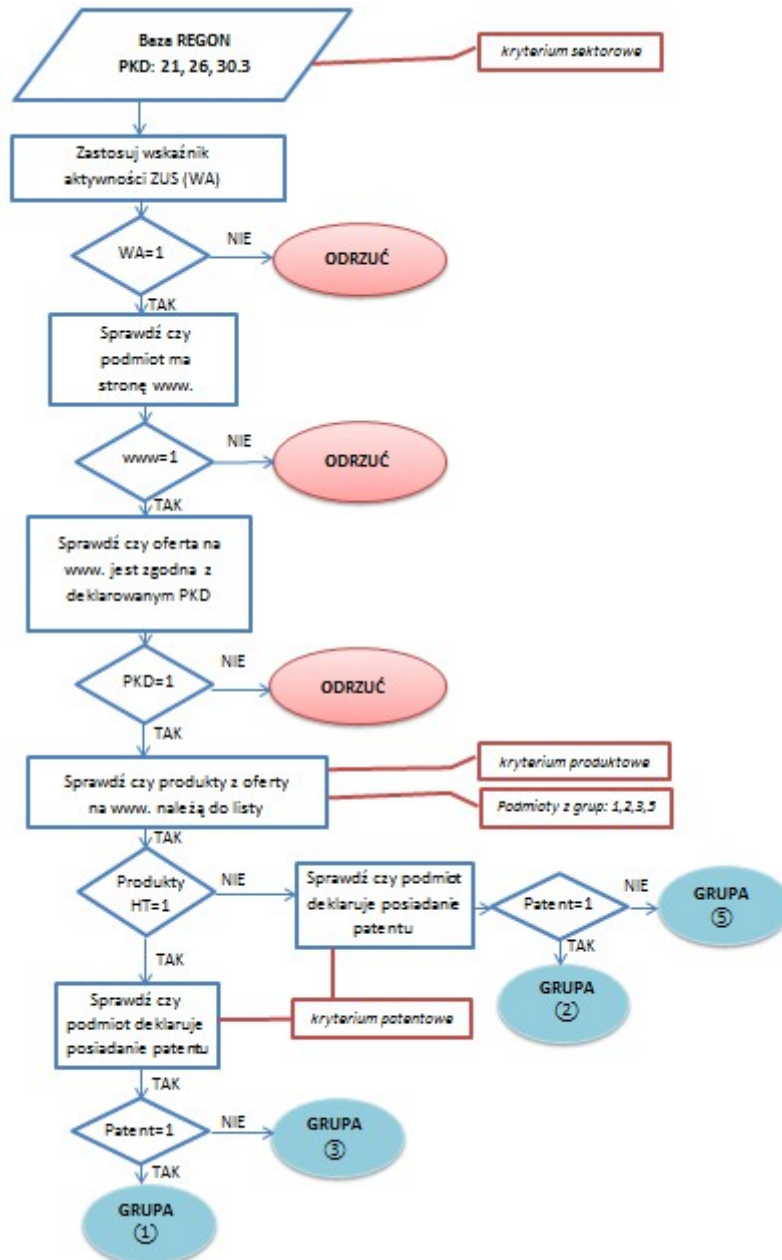 Baza REGON
PKD: 21, 26, 30.3
kryterium sektorowe
Zastosuj wskaźnik
aktywności ZUS (WA)
WA=1
NIE
ODRZUĆ
TAK
Sprawdź czy
podmiot ma
stronę www.
www=1
NIE
ODRZUĆ
TAK
Sprawdź czy oferta na
www. jest zgodna z
deklarowanym PKD
PKD=1
NIE
ODRZUĆ
TAK
Sprawdź czy produkty z oferty
na www. należą do listy
kryterium produktowe
Podmioty z grup: 1,2,3,5
TAK
Produkty
HT=1
NIE
Sprawdź czy podmiot
deklaruje posiadanie
patentu
Patent=1
NIE
GRUPA
⑤
TAK
GRUPA
②
TAK
Sprawdź czy
podmiot deklaruje
posiadanie patentu
kryterium patentowe
TAK
Patent=1
NIE
GRUPA
③
TAK
GRUPA
①